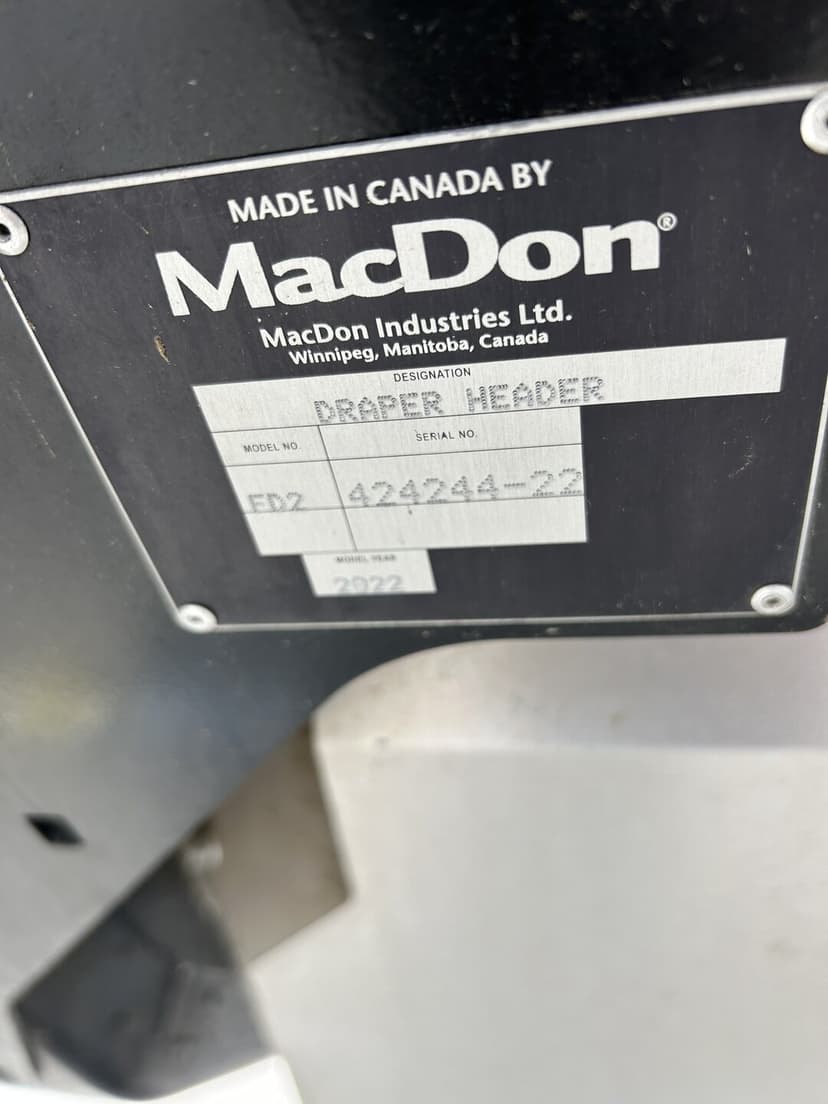 MADE IN CANADA BY
MacDon®
MacDon Industries Ltd.
Winnipeg, Manitoba, Canada
DESIGNATION
DRAPER HEADER
MODEL NO.
SERIAL NO.
FD2
424244-22
MODEL YEAR
2022